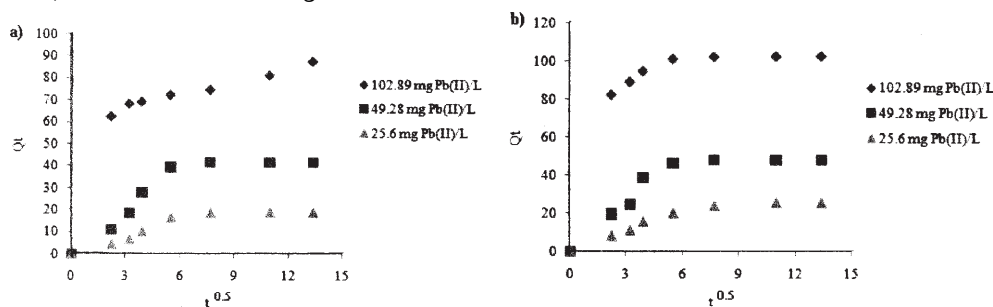 a)
100
90
80
70
60
50
40
30
20
10
0
Qt
0 3 6 9 12 15
t 0.5
102.89 mg Pb(II)/L
49.28 mg Pb(II)/L
25.6 mg Pb(II)/L
b)
120
100
80
60
40
20
0
Qt
0 3 6 9 12 15
t 0.5
102.89 mg Pb(II)/L
49.28 mg Pb(II)/L
25.6 mg Pb(II)/L